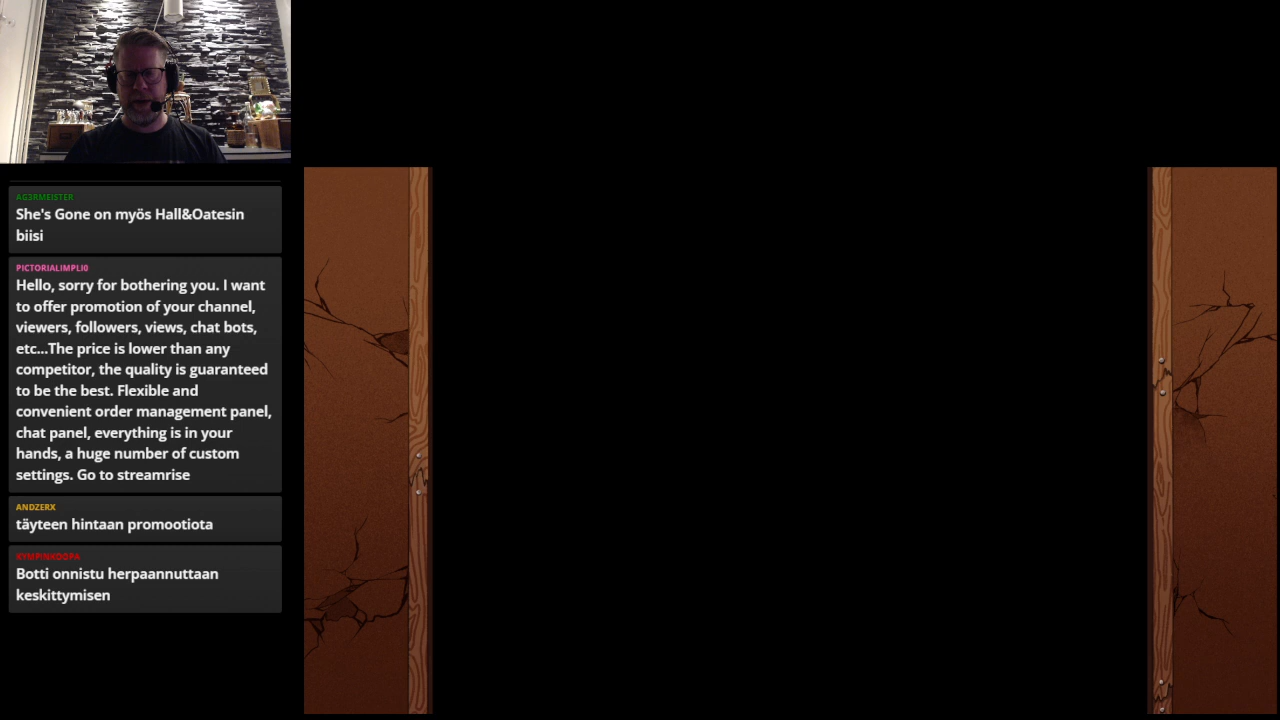 AG3RMEISTER
She's Gone on myös Hall&Oatesin
biisi
PICTORIALIMPLI0
Hello, sorry for bothering you. I want
to offer promotion of your channel,
viewers, followers, views, chat bots,
etc...The price is lower than any
competitor, the quality is guaranteed
to be the best. Flexible and
convenient order management panel,
chat panel, everything is in your
hands, a huge number of custom
settings. Go to streamrise
ANDZERX
täyteen hintaan promootiota
KYMPINKOOPA
Botti onnistu herpaannuttaan
keskittymisen